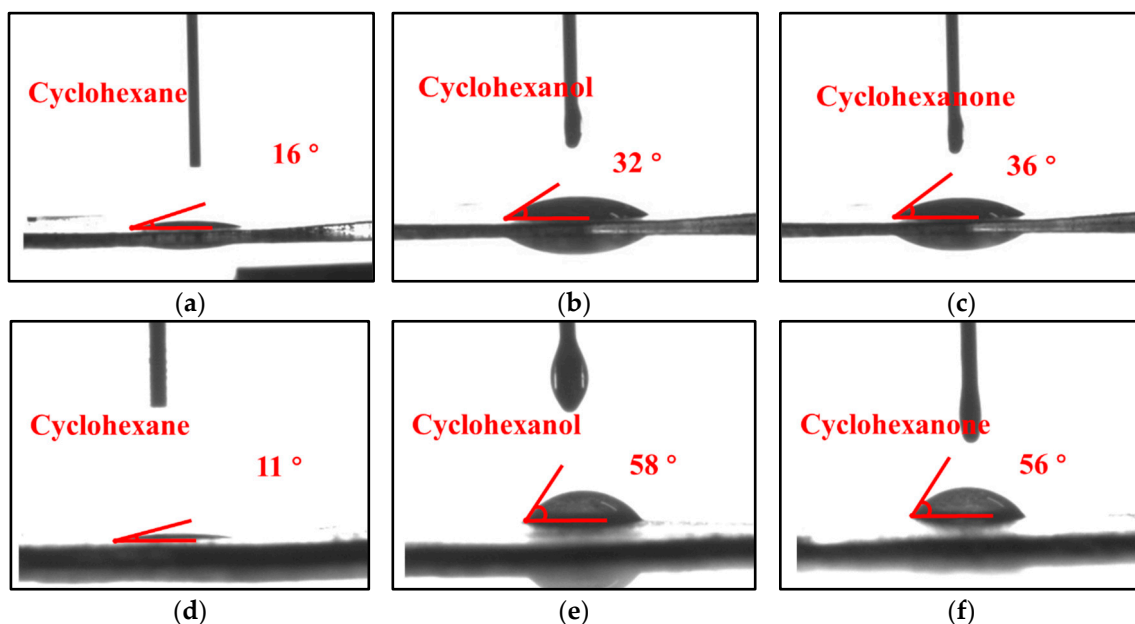 Cyclohexane
16 °
(a)
Cyclohexanol
32 °
(b)
Cyclohexanone
36 °
(c)
Cyclohexane
11 °
(d)
Cyclohexanol
58 °
(e)
Cyclohexanone
56 °
(f)